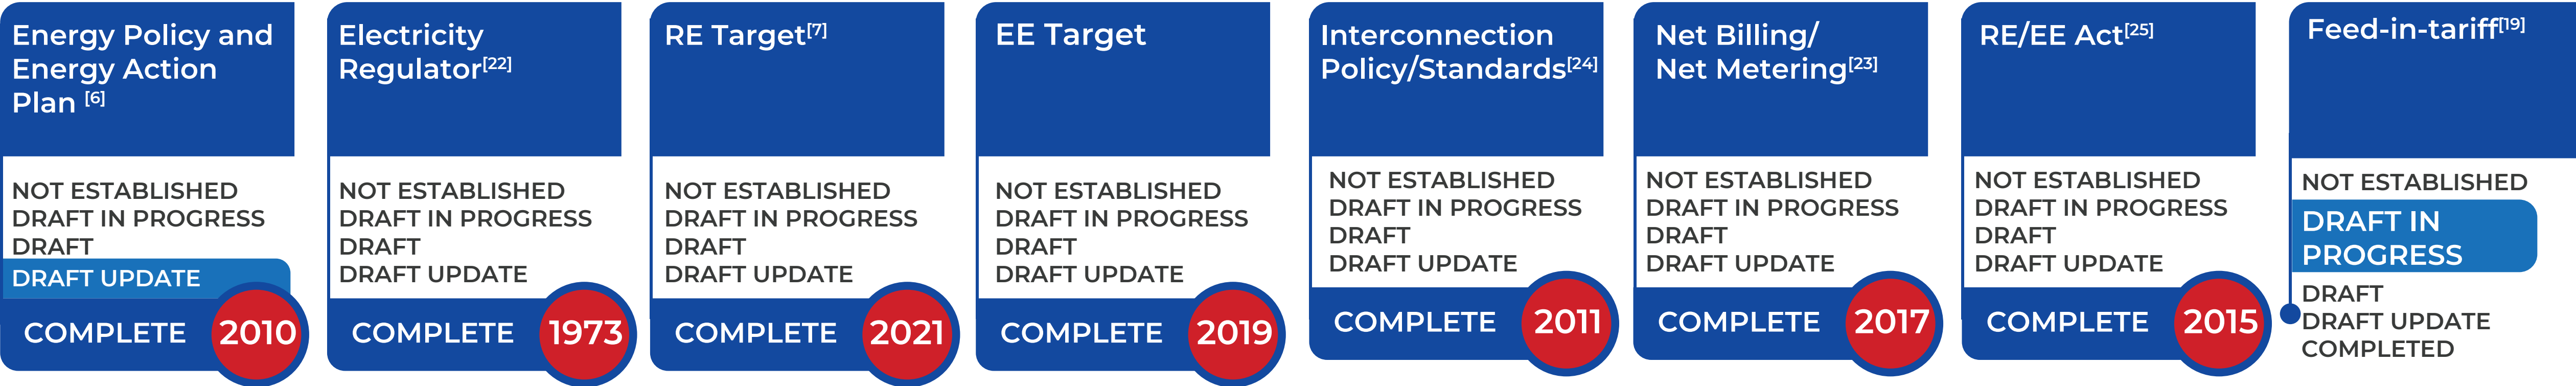 Energy Policy and
Energy Action
Plan [6]
NOT ESTABLISHED
DRAFT IN PROGRESS
DRAFT
DRAFT UPDATE
COMPLETE 2010
Electricity
Regulator[22]
NOT ESTABLISHED
DRAFT IN PROGRESS
DRAFT
DRAFT UPDATE
COMPLETE 1973
RE Target[7]
NOT ESTABLISHED
DRAFT IN PROGRESS
DRAFT
DRAFT UPDATE
COMPLETE 2021
EE Target
NOT ESTABLISHED
DRAFT IN PROGRESS
DRAFT
DRAFT UPDATE
COMPLETE 2019
Interconnection
Policy/Standards[24]
NOT ESTABLISHED
DRAFT IN PROGRESS
DRAFT
DRAFT UPDATE
COMPLETE 2011
Net Billing/
Net Metering[23]
NOT ESTABLISHED
DRAFT IN PROGRESS
DRAFT
DRAFT UPDATE
COMPLETE 2017
RE/EE Act[25]
NOT ESTABLISHED
DRAFT IN PROGRESS
DRAFT
DRAFT UPDATE
COMPLETE 2015
Feed-in-tariff[19]
NOT ESTABLISHED
DRAFT IN
PROGRESS
DRAFT
DRAFT UPDATE
COMPLETED